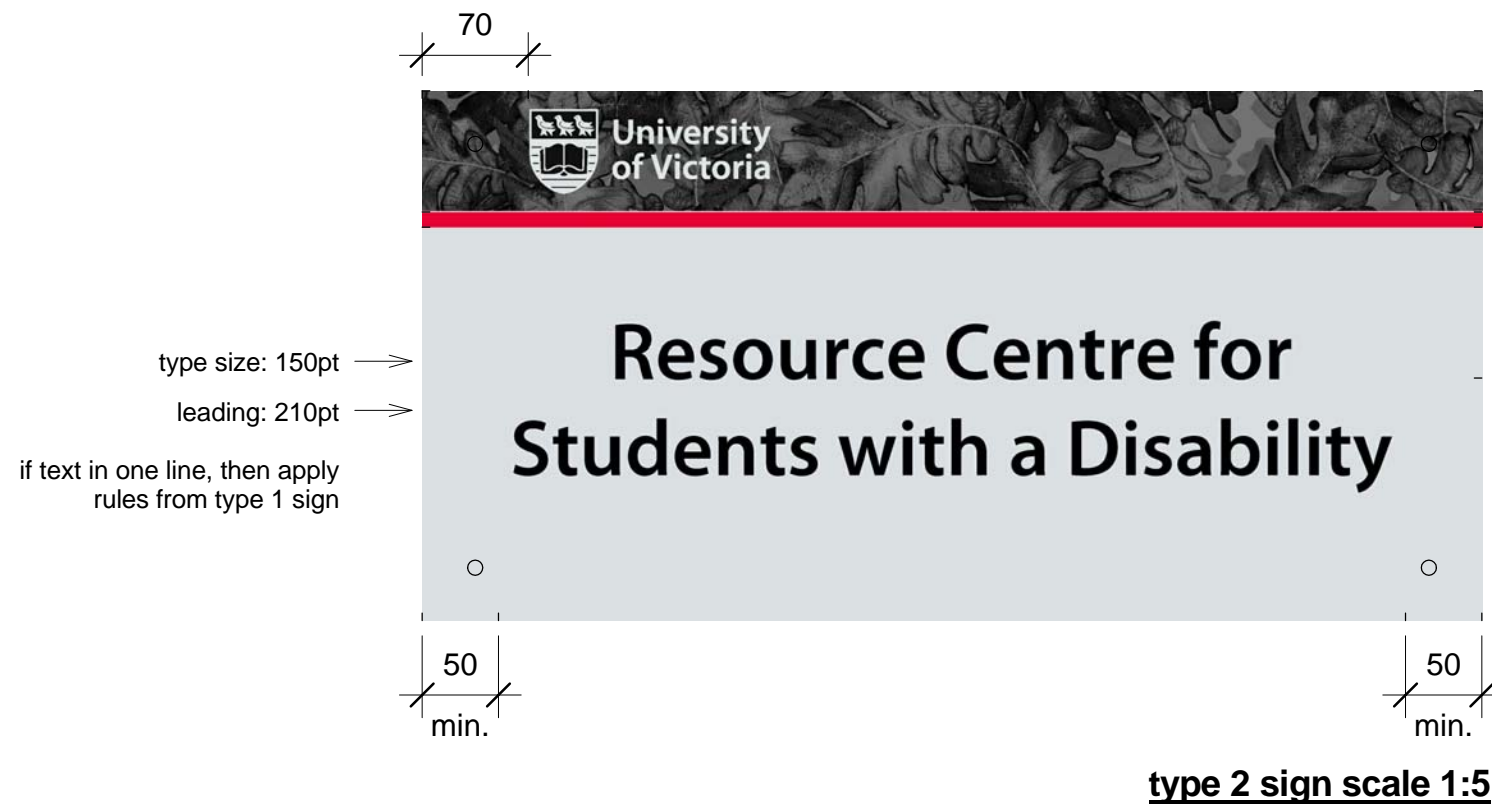 70
University
of Victoria
type size: 150pt
leading: 210pt
if text in one line, then apply
rules from type 1 sign
Resource Centre for
Students with a Disability
50
min.
50
min.
type 2 sign scale 1:5